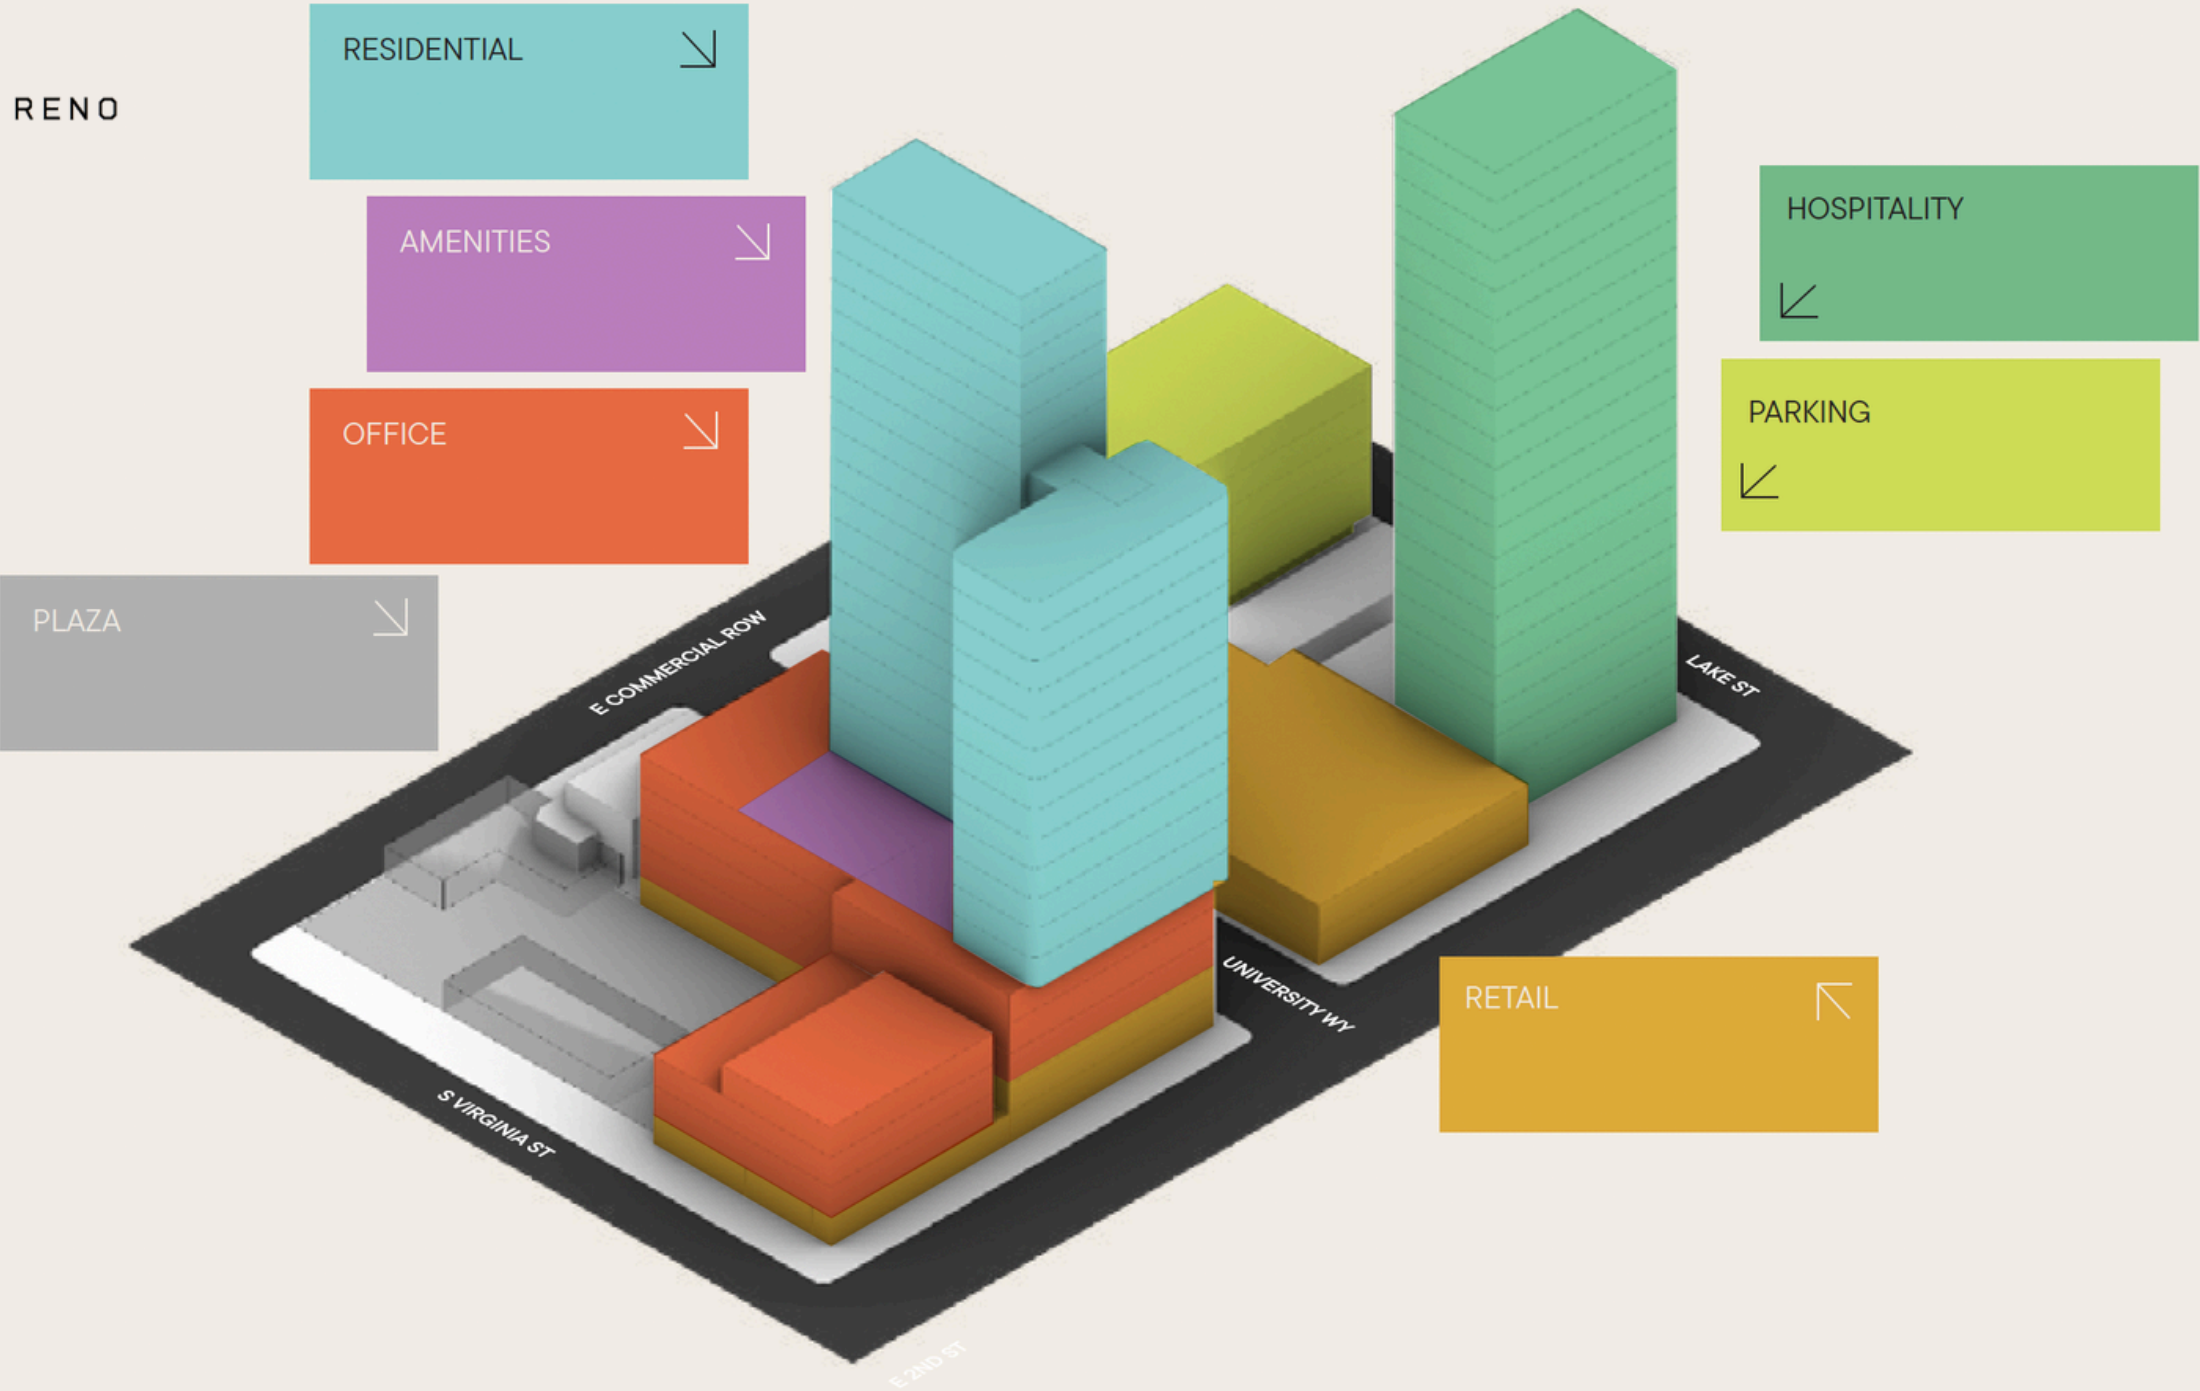 RESIDENTIAL
RENO
AMENITIES
HOSPITALITY
PARKING
OFFICE
PLAZA
E COMMERCIAL ROW
LAKE ST
UNIVERSITY WY
RETAIL
S VIRGINIA ST
E 2ND ST